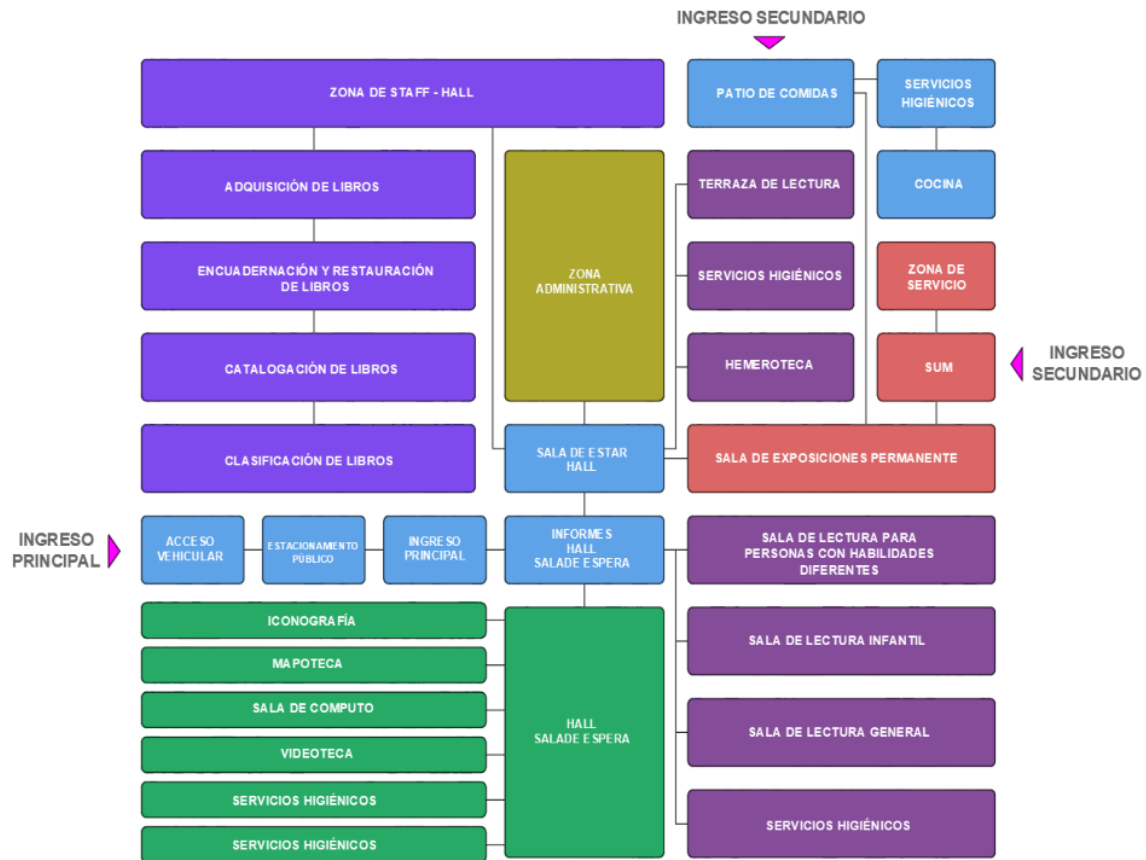 INGRESO SECUNDARIO
ZONA DE STAFF - HALL
PATIO DE COMIDAS
SERVICIOS
HIGIÉNICOS
ADQUISICIÓN DE LIBROS
TERRAZA DE LECTURA
COCINA
ENCUADERNACIÓN Y RESTAURACIÓN
DE LIBROS
ZONA
ADMINISTRATIVA
SERVICIOS HIGIÉNICOS
ZONA DE
SERVICIO
CATALOGACIÓN DE LIBROS
HEMEROTECA
SUM
INGRESO
SECUNDARIO
CLASIFICACIÓN DE LIBROS
SALA DE ESTAR
HALL
SALA DE EXPOSICIONES PERMANENTE
INGRESO
PRINCIPAL
ACCESO
VEHICULAR
ESTACIONAMIENTO
PÚBLICO
INGRESO
PRINCIPAL
INFORMES
HALL
SALADE ESPERA
SALA DE LECTURA PARA
PERSONAS CON HABILIDADES
DIFERENTES
ICONOGRAFÍA
MAPOTECA
SALA DE COMPUTO
VIDEOTECA
SERVICIOS HIGIÉNICOS
SERVICIOS HIGIÉNICOS
HALL
SALADE ESPERA
SALA DE LECTURA INFANTIL
SALA DE LECTURA GENERAL
SERVICIOS HIGIÉNICOS